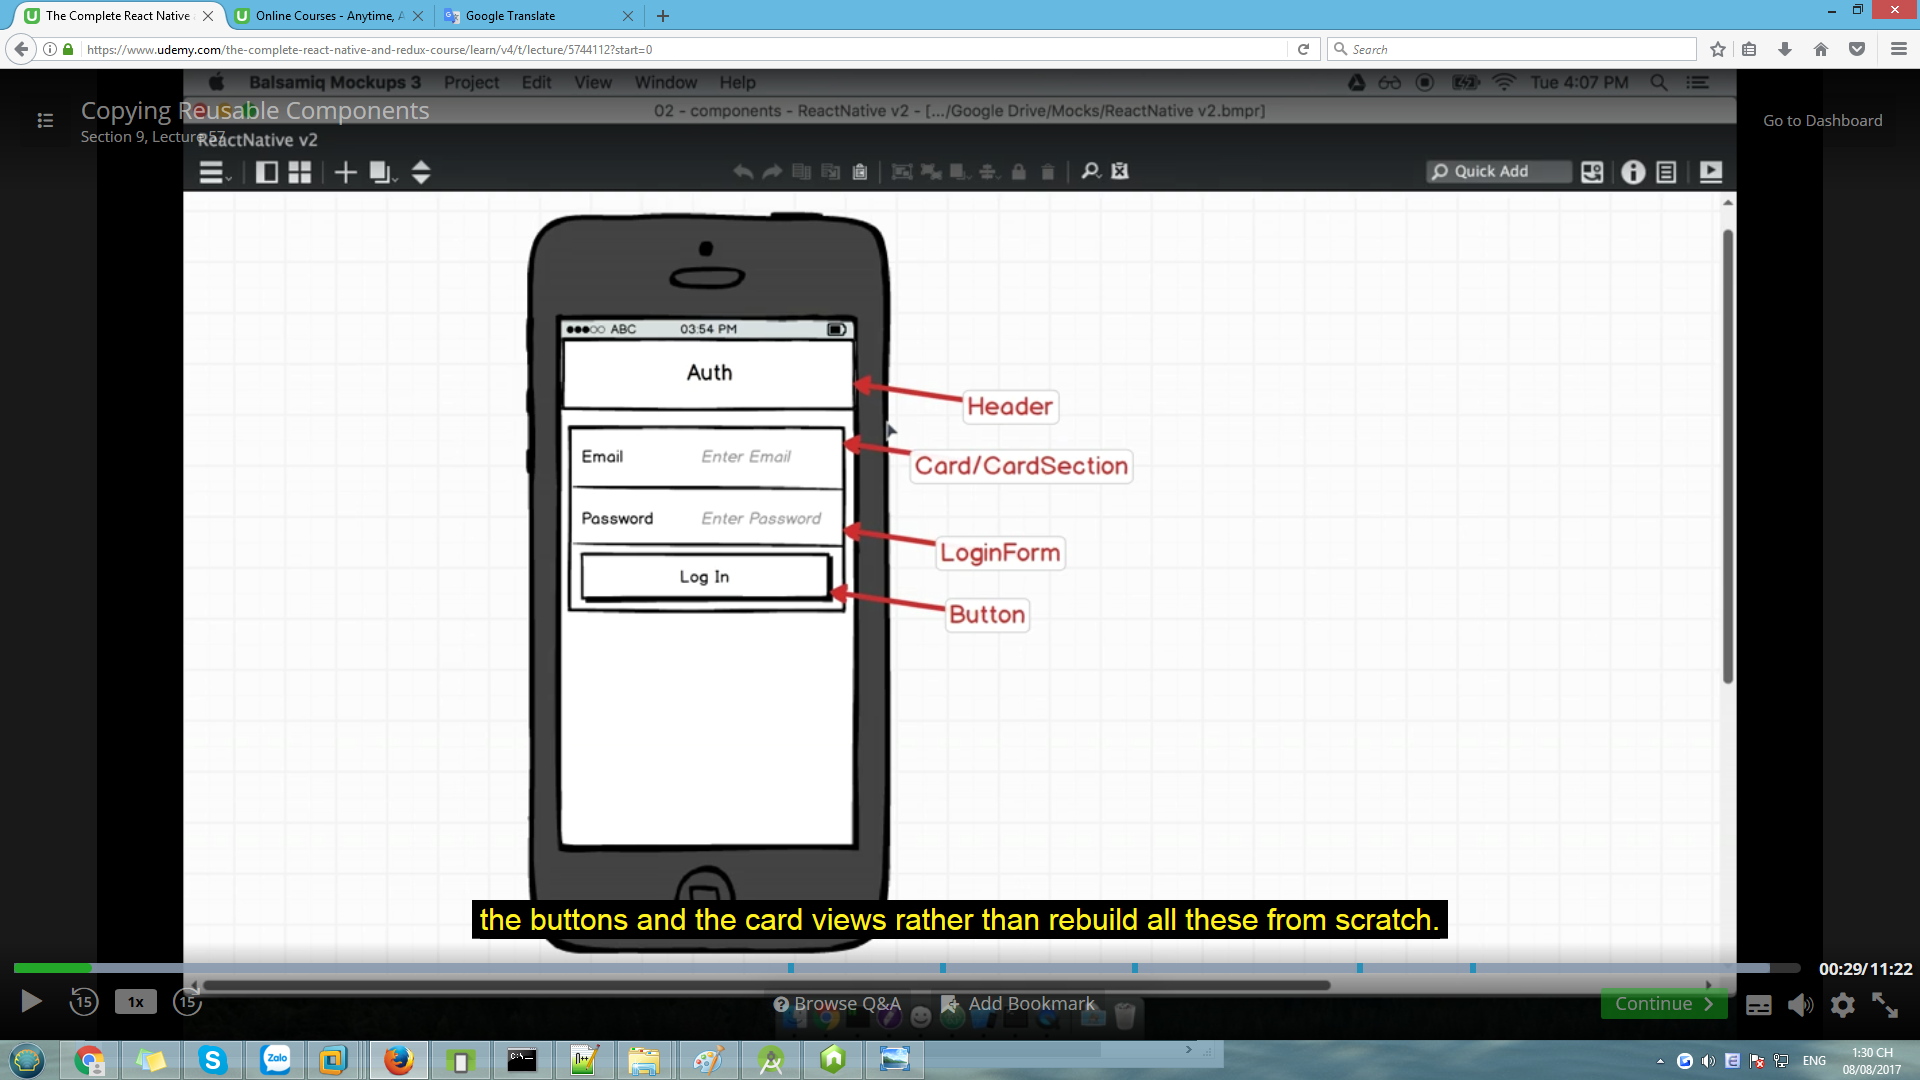 The Complete React Native
Online Courses - Anytime, A
Google Translate
https://www.udemy.com/the-complete-react-native-and-redux-course/learn/v4/t/lecture/5744112?start=0
Search
Balsamiq Mockups 3 Project Edit View Window Help
Tue 4:07 PM
Copying Reusable Components
Section 9, Lecture 57
02 - components - ReactNative v2 - [.../Google Drive/Mocks/ReactNative v2.bmpr]
Go to Dashboard
ReactNative v2
Quick Add
ABC 03:54 PM
Auth
Header
Email Enter Email
Card/CardSection
Password Enter Password
LoginForm
Log In
Button
the buttons and the card views rather than rebuild all these from scratch.
00:29/11:22
15 1x 15
Browse Q&A
Add Bookmark
Continue
Zalo
ENG
1:30 CH
08/08/2017